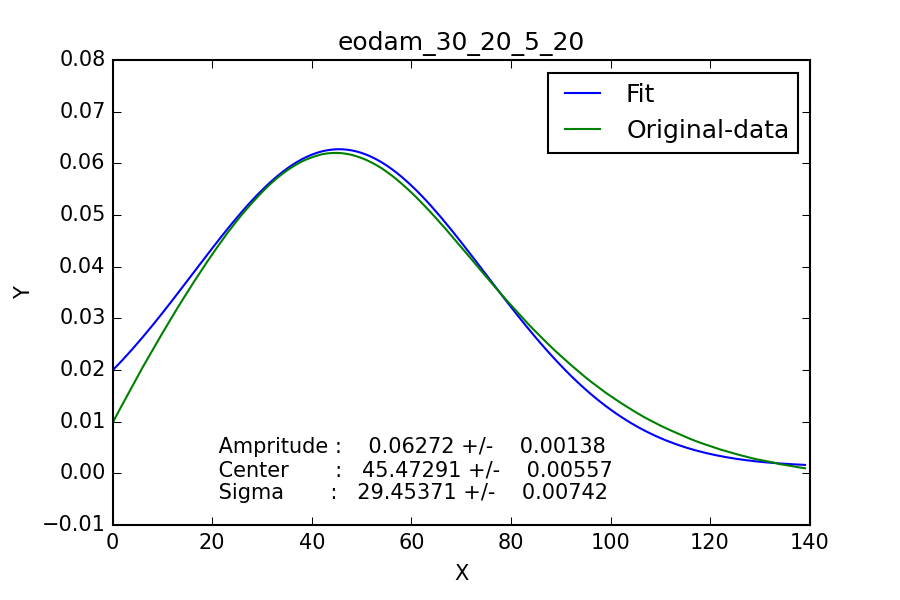 eodam_30_20_5_20
0.08
0.07
0.06
0.05
0.04
0.03
0.02
0.01
0.00
−0.01
Y
Fit
Original-data
Ampritude : 0.06272 +/- 0.00138
Center : 45.47291 +/- 0.00557
Sigma : 29.45371 +/- 0.00742
0 20 40 60 80 100 120 140
X